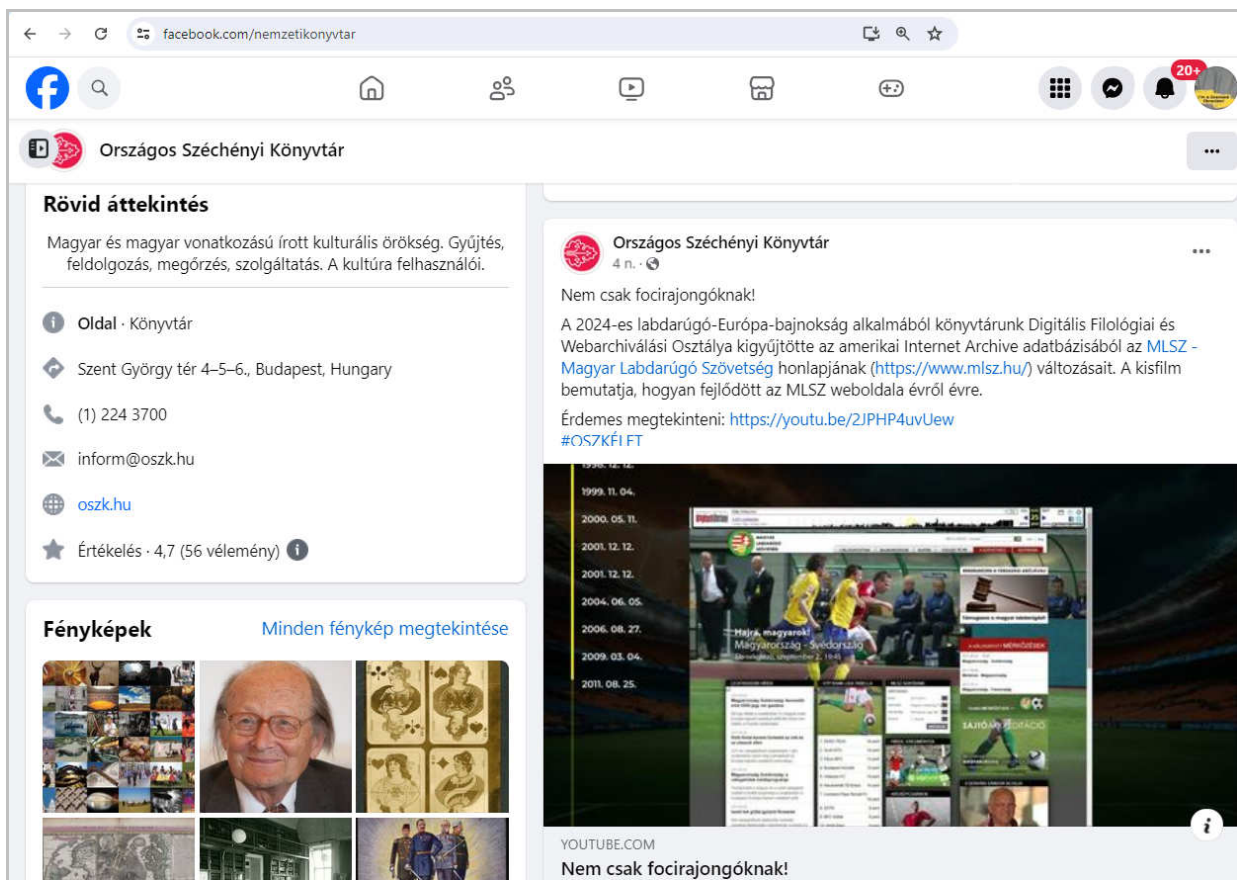 facebook.com/nemzetikonyvtar
20+
Országos Széchényi Könyvtár
Rövid áttekintés
Magyar és magyar vonatkozású írott kulturális örökség. Gyűjtés,
feldolgozás, megőrzés, szolgáltatás. A kultúra felhasználói.
Oldal · Könyvtár
Szent György tér 4–5–6., Budapest, Hungary
(1) 224 3700
inform@oszk.hu
oszk.hu
Értékelés · 4,7 (56 vélemény)
Fényképek
Minden fénykép megtekintése
Országos Széchényi Könyvtár
4 n. ·
Nem csak focirajongóknak!
A 2024-es labdarúgó-Európa-bajnokság alkalmából könyvtárunk Digitális Filológiai és
Webarchiválási Osztálya kigyűjtötte az amerikai Internet Archive adatbázisából az MLSZ -
Magyar Labdarúgó Szövetség honlapjának (https://www.mlsz.hu/) változásait. A kisfilm
bemutatja, hogyan fejlődött az MLSZ weboldala évről évre.
Érdemes megtekinteni: https://youtu.be/2JPHP4uvUew
#OSZKÉLET
1998. 12. 12.
1999. 11. 04.
2000. 05. 11.
2001. 12. 12.
2001. 12. 12.
2004. 06. 05.
2006. 08. 27.
2009. 03. 04.
2011. 08. 25.
MAGYAR
LABDARÚGÓ
SZÖVETSÉG
Hajrá, magyarok!
Magyarország - Svédország
SAJTÓ
YOUTUBE.COM
Nem csak focirajongóknak!